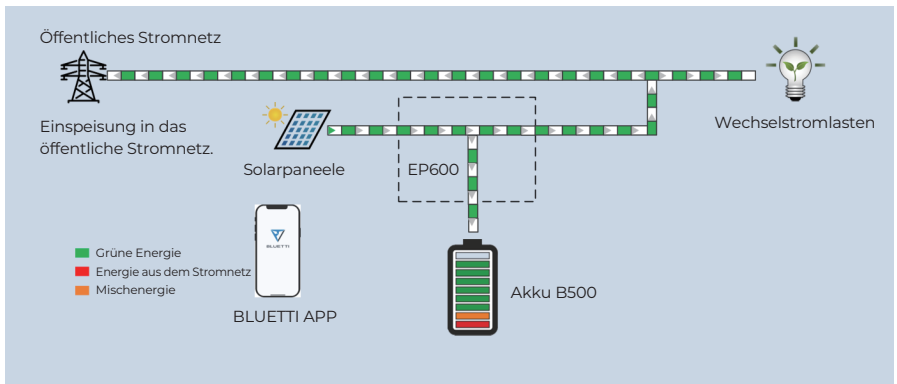 Öffentliches Stromnetz
Einspeisung in das
öffentliche Stromnetz.
Wechselstromlasten
Solarpaneele
EP600
BLUETTI
Grüne Energie
Energie aus dem Stromnetz
Mischenergie
Akku B500
BLUETTI APP